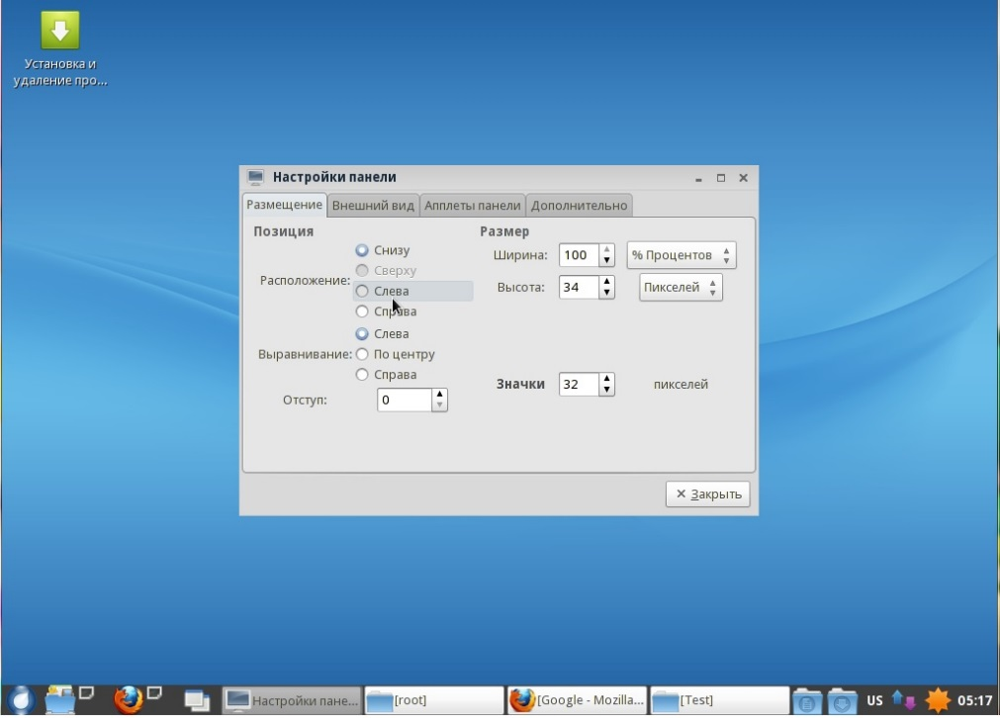 Установка и
удаление про...
Настройки панели
Размещение Внешний вид Апплеты панели Дополнительно
Позиция
Расположение:
Снизу
Сверху
Слева
Справа
Выравнивание:
Слева
По центру
Справа
Отступ: 0
Размер
Ширина: 100 % Процентов
Высота: 34 Пикселей
Значки 32 пикселей
Закрыть
Настройки пане... [root] [Google - Mozilla... [Test] US 05:17